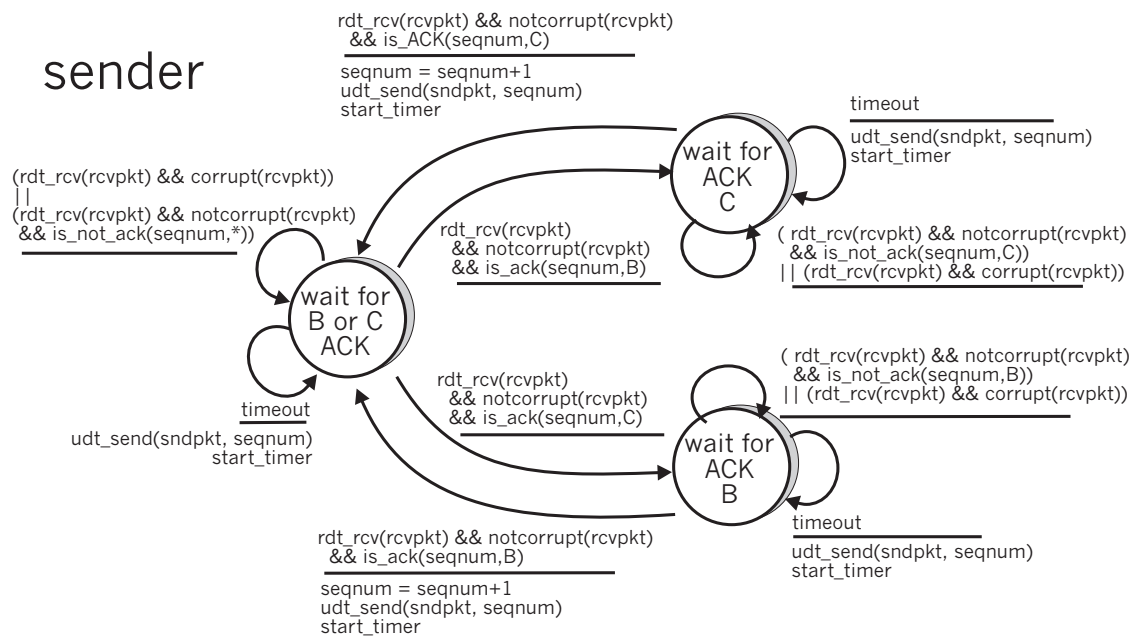 sender
rdt_rcv(rcvpkt) && notcorrupt(rcvpkt)
&& is_ACK(seqnum,C)
seqnum = seqnum+1
udt_send(sndpkt, seqnum)
start_timer
timeout
udt_send(sndpkt, seqnum)
start_timer
wait for
ACK
C
(rdt_rcv(rcvpkt) && corrupt(rcvpkt))
||
(rdt_rcv(rcvpkt) && notcorrupt(rcvpkt)
&& is_not_ack(seqnum,*))
rdt_rcv(rcvpkt)
&& notcorrupt(rcvpkt)
&& is_ack(seqnum,B)
( rdt_rcv(rcvpkt) && notcorrupt(rcvpkt)
&& is_not_ack(seqnum,C))
|| (rdt_rcv(rcvpkt) && corrupt(rcvpkt))
wait for
B or C
ACK
timeout
udt_send(sndpkt, seqnum)
start_timer
rdt_rcv(rcvpkt)
&& notcorrupt(rcvpkt)
&& is_ack(seqnum,C)
( rdt_rcv(rcvpkt) && notcorrupt(rcvpkt)
&& is_not_ack(seqnum,B))
|| (rdt_rcv(rcvpkt) && corrupt(rcvpkt))
wait for
ACK
B
timeout
udt_send(sndpkt, seqnum)
start_timer
rdt_rcv(rcvpkt) && notcorrupt(rcvpkt)
&& is_ack(seqnum,B)
seqnum = seqnum+1
udt_send(sndpkt, seqnum)
start_timer